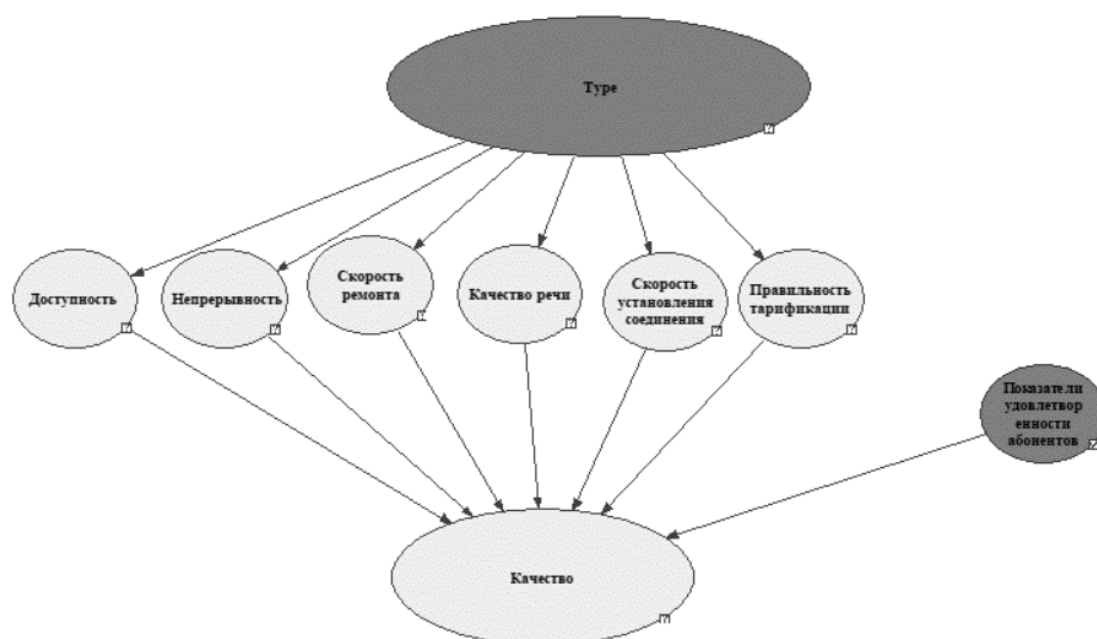 Type
Доступность
Непрерывность
Скорость
ремонта
Качество речи
Скорость
установления
соединения
Правильность
тарификации
Показатели
удовлетвор
енности
абонентов
Качество